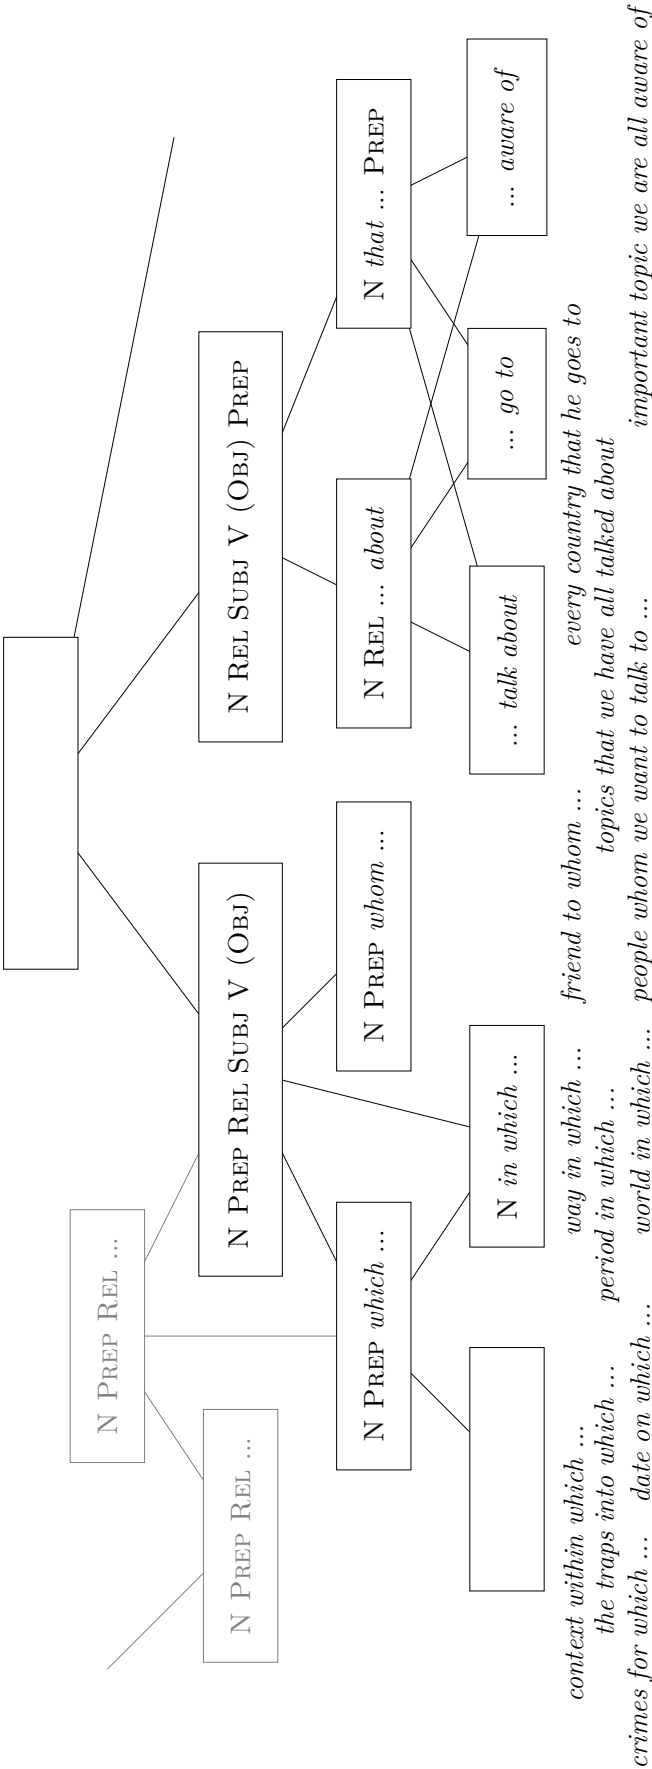 N PREP REL ...
N PREP REL ...
N PREP REL SUBJ V (OBJ)
N REL SUBJ V (OBJ) PREP
N PREP which ...
N PREP whom ...
N REL ... about
N that ... PREP
N in which ...
... talk about
... go to
... aware of
context within which ...
way in which ...
friend to whom ...
every country that he goes to
the traps into which ...
period in which ...
topics that we have all talked about
crimes for which ...
date on which ...
world in which ...
people whom we want to talk to ...
important topic we are all aware of